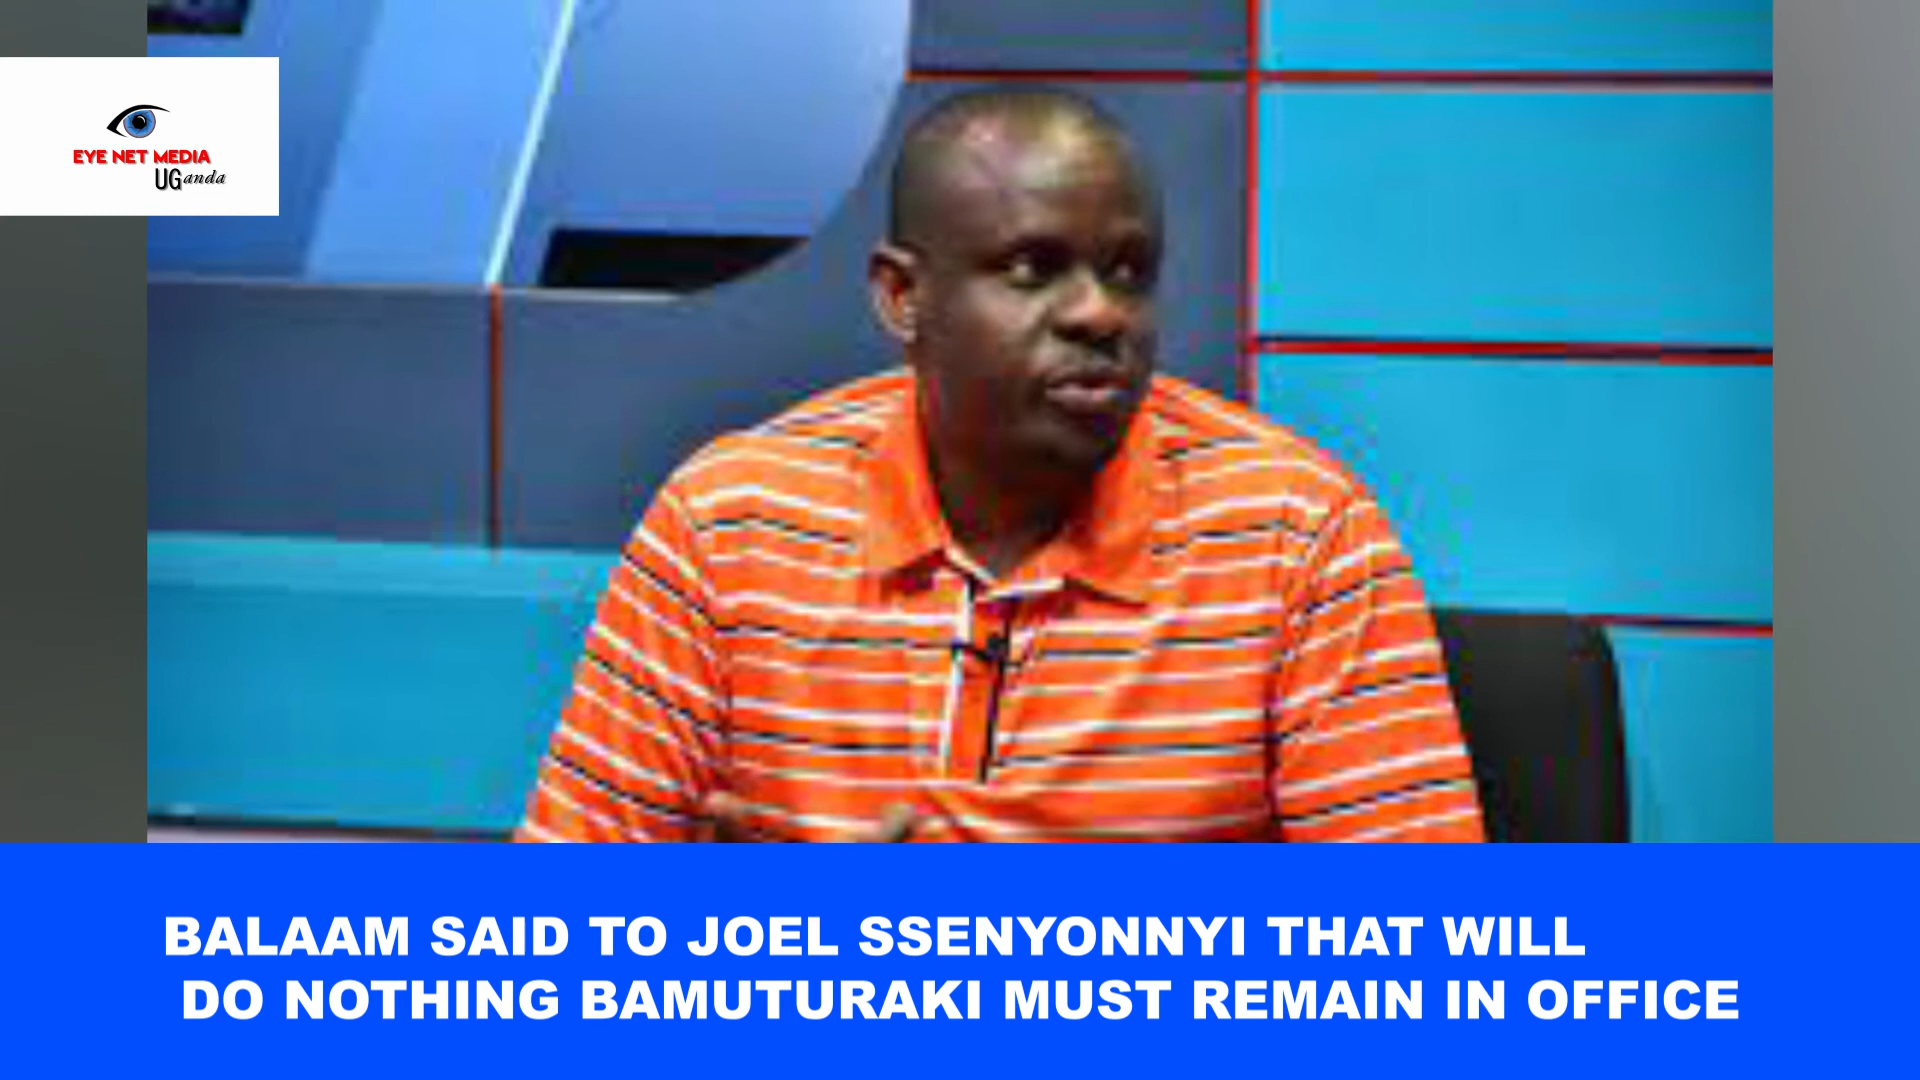 EYE NET MEDIA
UGanda
BALAAM SAID TO JOEL SSENYONNYI THAT WILL
DO NOTHING BAMUTURAKI MUST REMAIN IN OFFICE